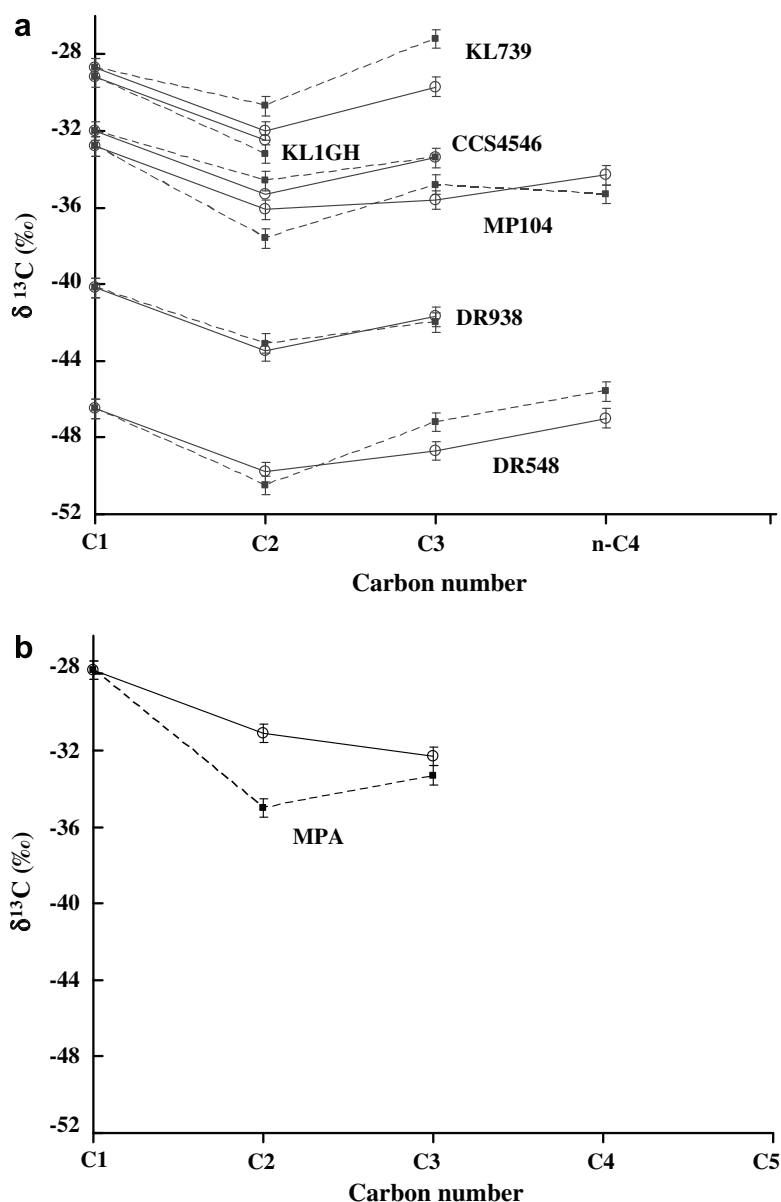 a
-28
-32
-36
-40
-44
-48
-52
δ 13C (‰)
KL739
KL1GH
CCS4546
MP104
DR938
DR548
C1 C2 C3 n-C4
Carbon number
b
-28
-32
-36
-40
-44
-48
-52
δ13C (‰)
MPA
C1 C2 C3 C4 C5
Carbon number